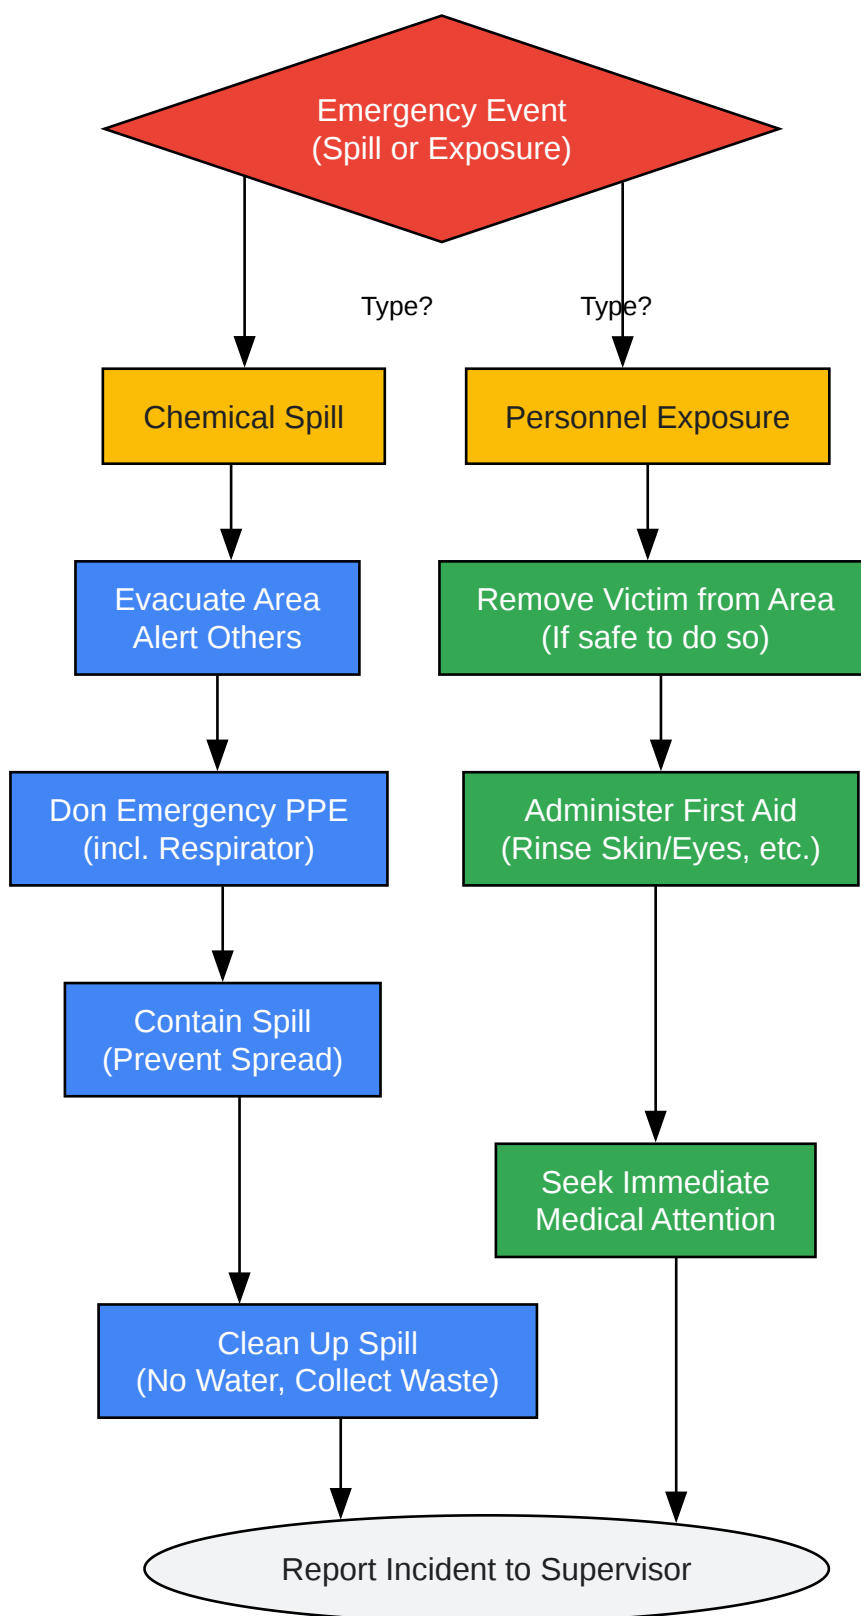 Emergency Event
(Spill or Exposure)
Type?
Type?
Chemical Spill
Personnel Exposure
Evacuate Area
Alert Others
Remove Victim from Area
(If safe to do so)
Don Emergency PPE
(incl. Respirator)
Administer First Aid
(Rinse Skin/Eyes, etc.)
Contain Spill
(Prevent Spread)
Seek Immediate
Medical Attention
Clean Up Spill
(No Water, Collect Waste)
Report Incident to Supervisor